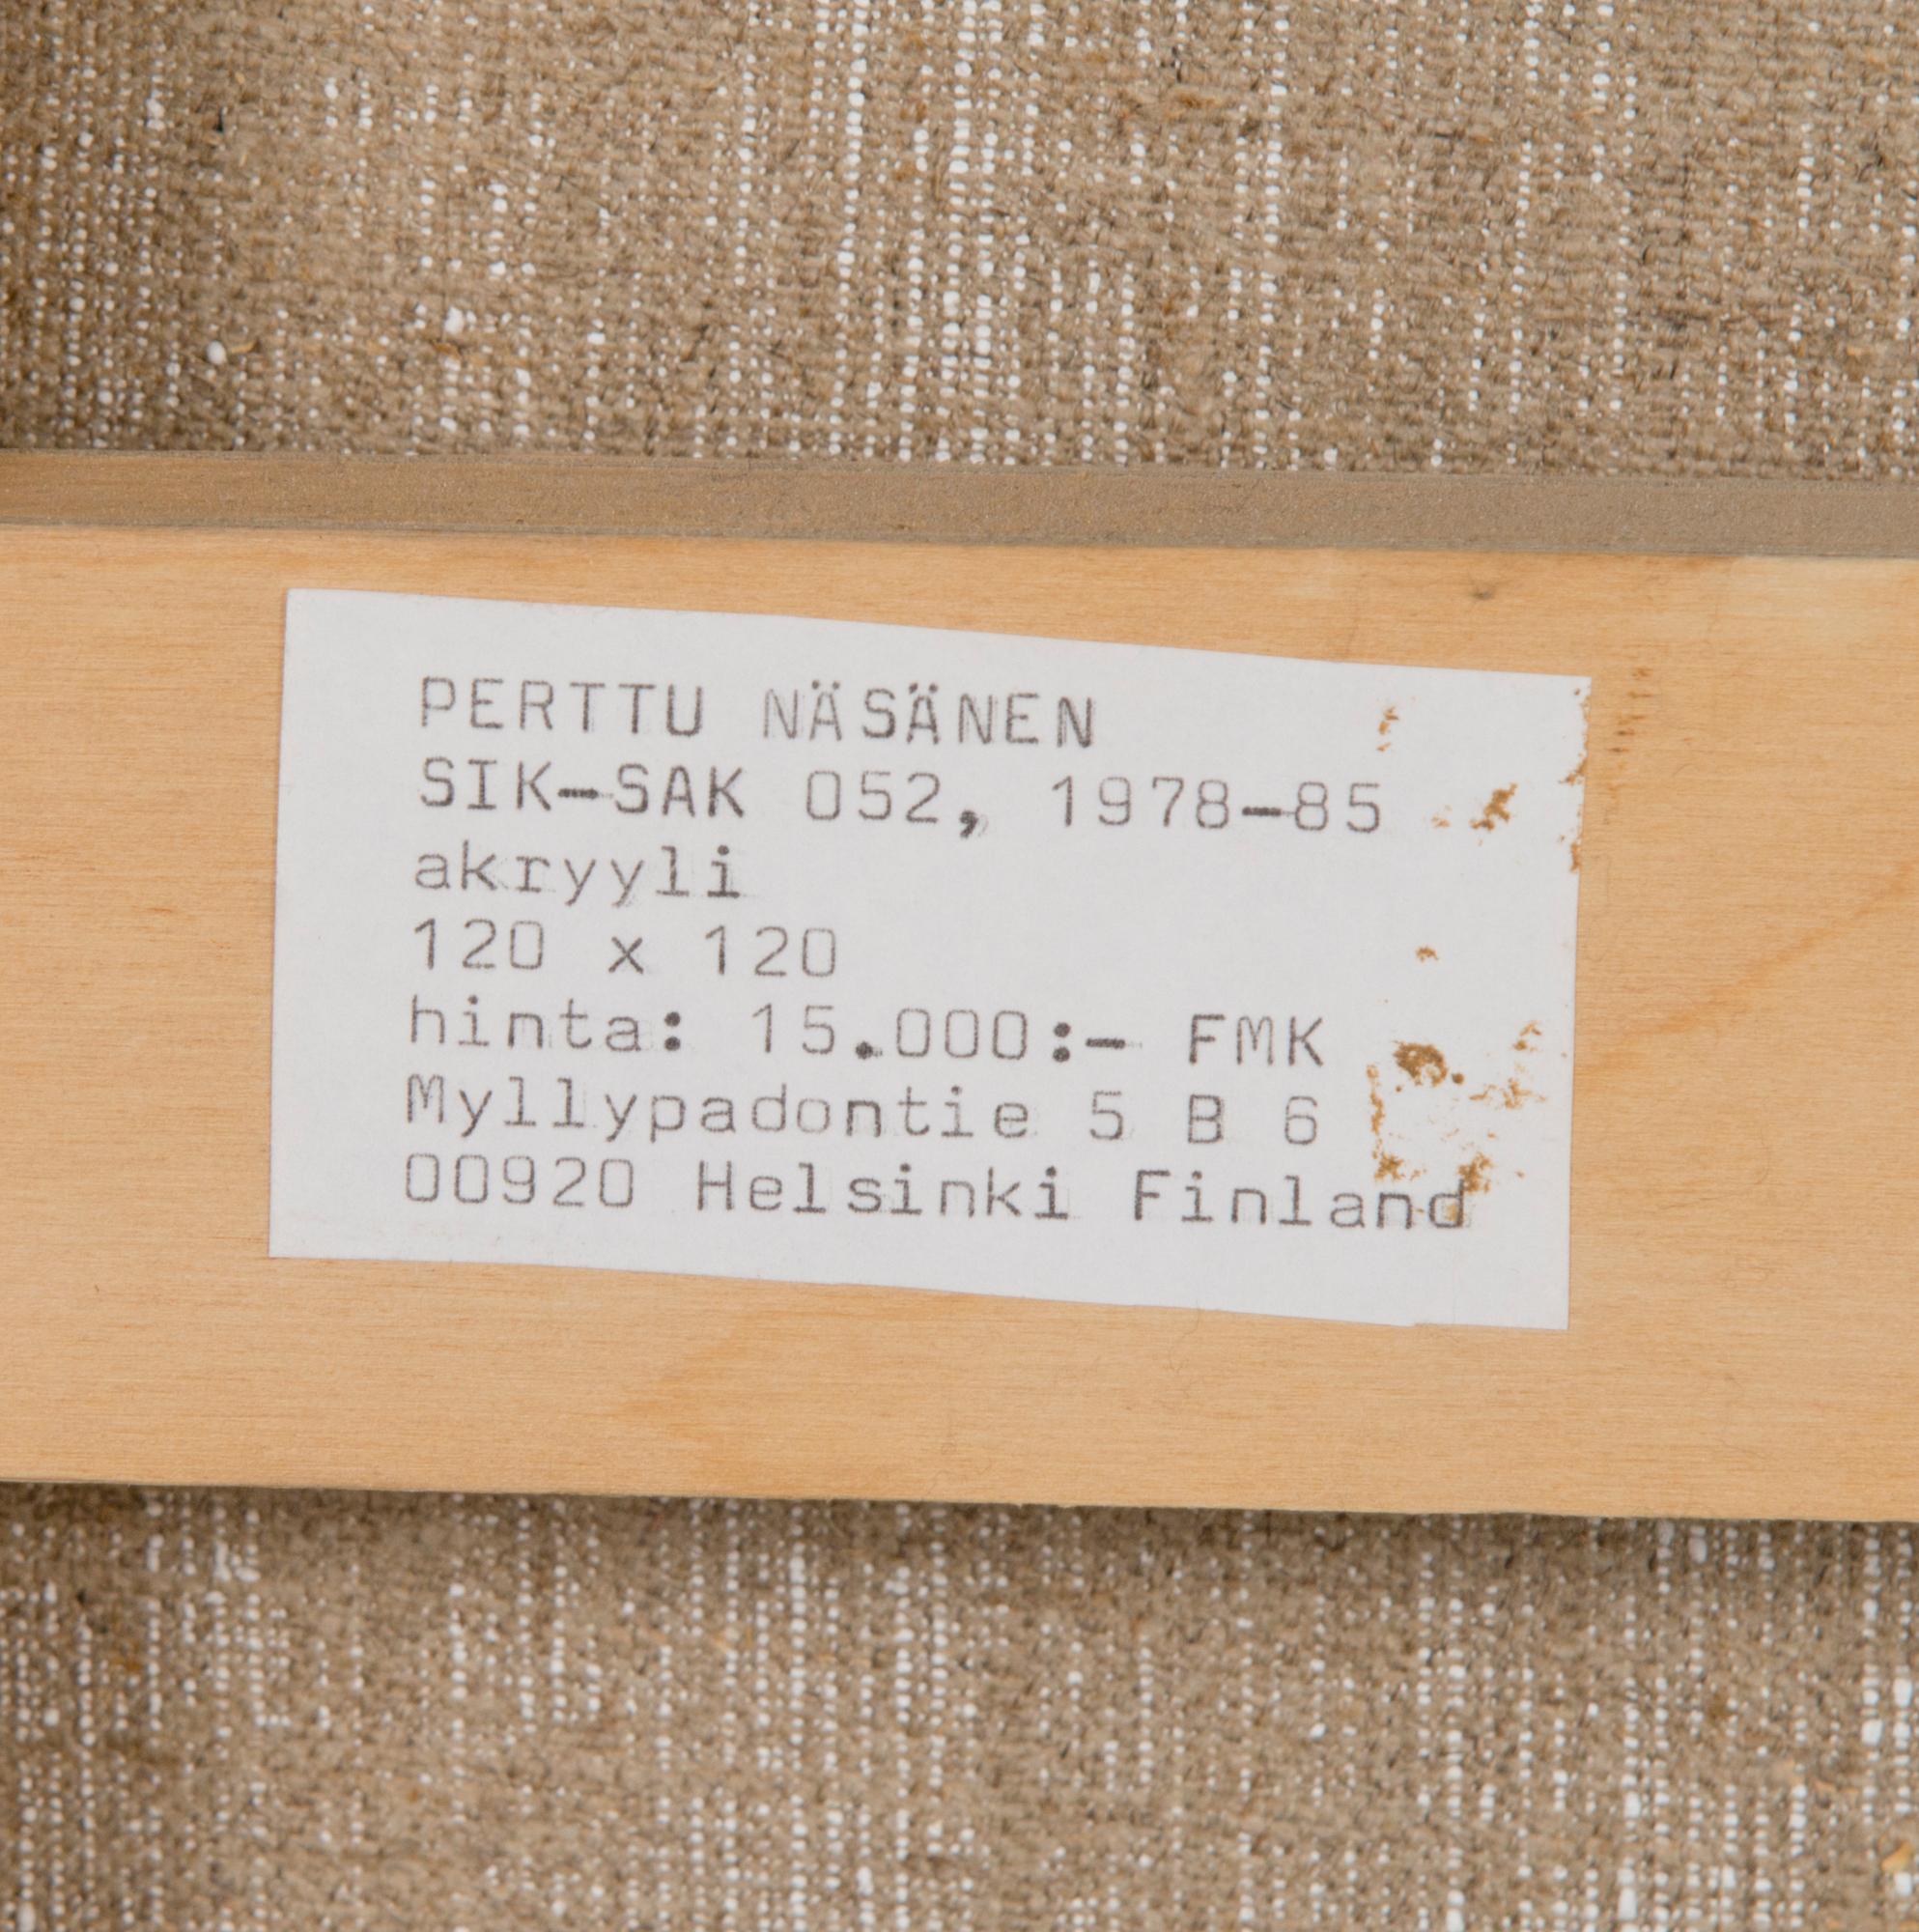 PERTTU NÄSÄNEN
SIK-SAK 052, 1978-85
akryyli
120 x 120
hinta: 15.000:- FMK
Myllypadontie 5 B 6
00920 Helsinki Finland